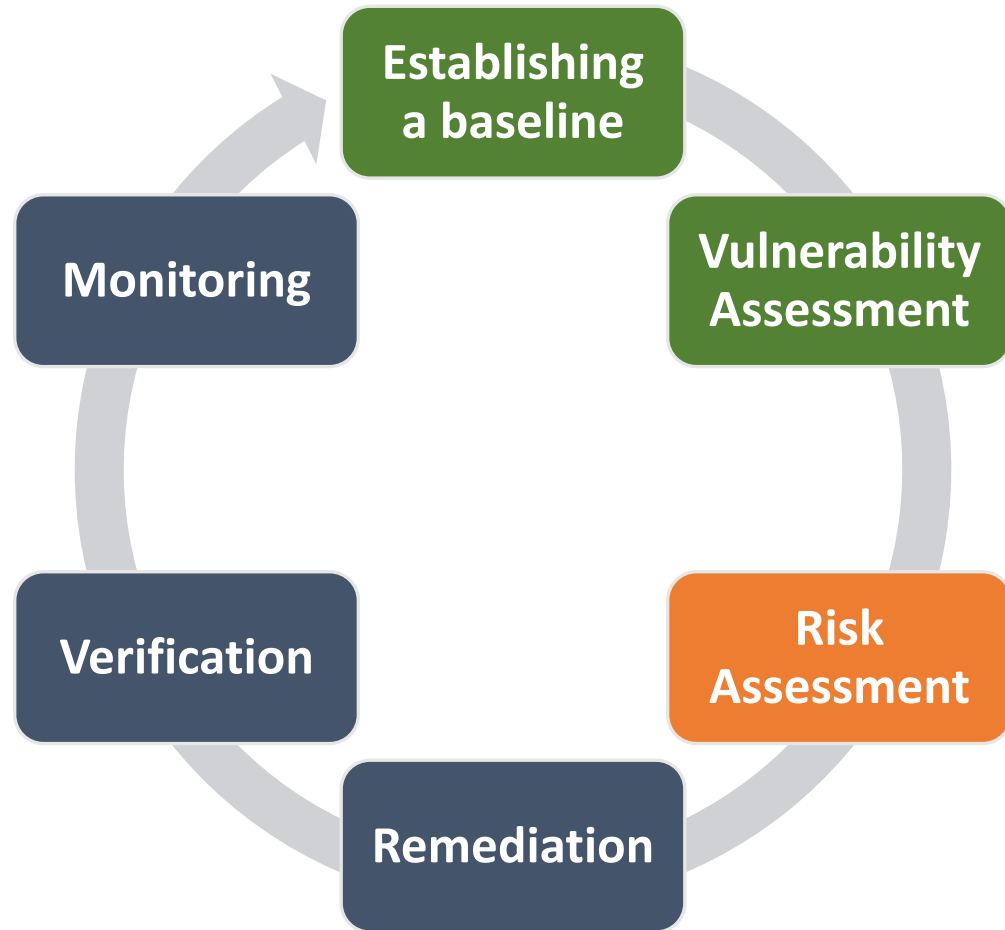 Establishing
a baseline
Vulnerability
Assessment
Risk
Assessment
Remediation
Verification
Monitoring